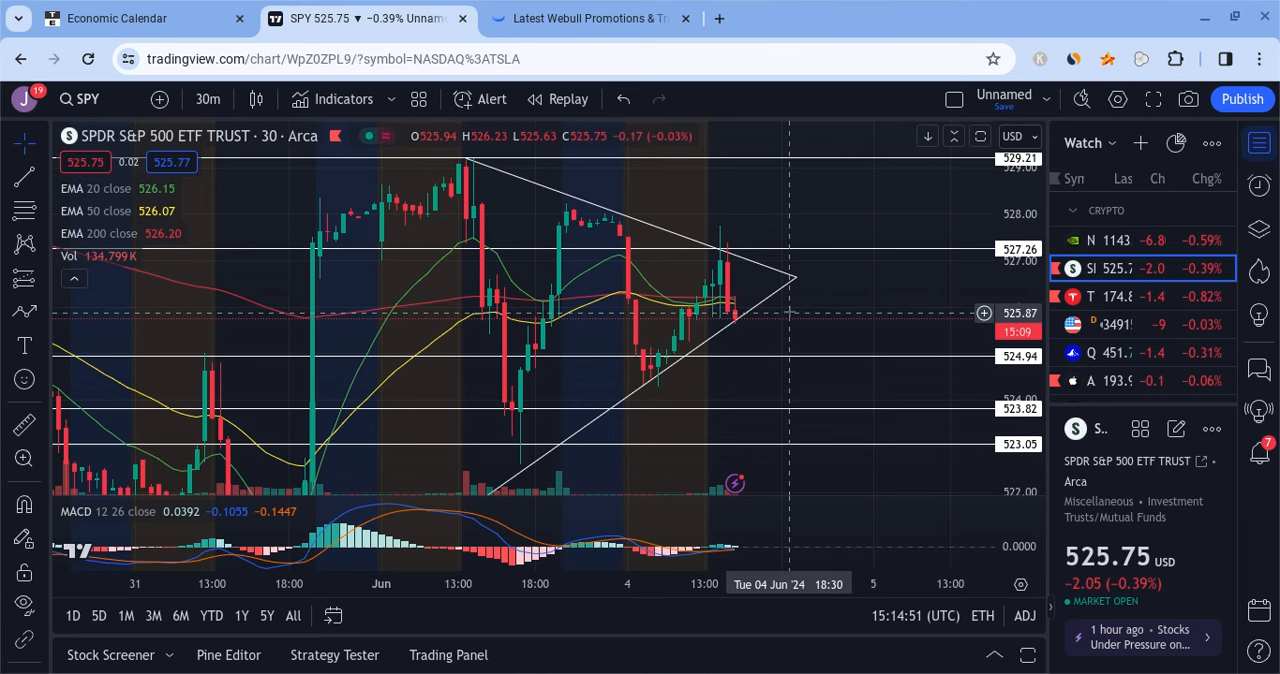 Economic Calendar
SPY 525.75 ▼ −0.39% Unnam
Latest Webull Promotions & Tr
tradingview.com/chart/WpZ0ZPL9/?symbol=NASDAQ%3ATSLA
J 19
SPY
30m
Indicators
Alert
Replay
Unnamed
Save
Publish
SPDR S&P 500 ETF TRUST · 30 · Arca
O525.94 H526.23 L525.63 C525.75 −0.17 (−0.03%)
USD
525.75 0.02 525.77
EMA 20 close 526.15
EMA 50 close 526.07
EMA 200 close 526.20
Vol 134.799K
529.21
529.00
528.00
527.26
527.00
525.87
15:09
524.94
524.00
523.82
523.05
522.00
MACD 12 26 close 0.0392 −0.1055 −0.1447
0.0000
31 13:00 18:00 Jun 13:00 18:00 4 13:00 Tue 04 Jun '24 18:30 5 13:00
1D 5D 1M 3M 6M YTD 1Y 5Y All
15:14:51 (UTC) ETH ADJ
Stock Screener
Pine Editor
Strategy Tester
Trading Panel
Watch
Syn Las Ch Chg%
CRYPTO
N 1143. −6.8 −0.59%
SI 525.7 −2.0 −0.39%
T 174.8 −1.4 −0.82%
D 3491 −9 −0.03%
Q 451.7 −1.4 −0.31%
A 193.9 −0.1 −0.06%
S..
SPDR S&P 500 ETF TRUST
Arca
Miscellaneous • Investment
Trusts/Mutual Funds
525.75 USD
−2.05 (−0.39%)
MARKET OPEN
1 hour ago • Stocks
Under Pressure on...
7